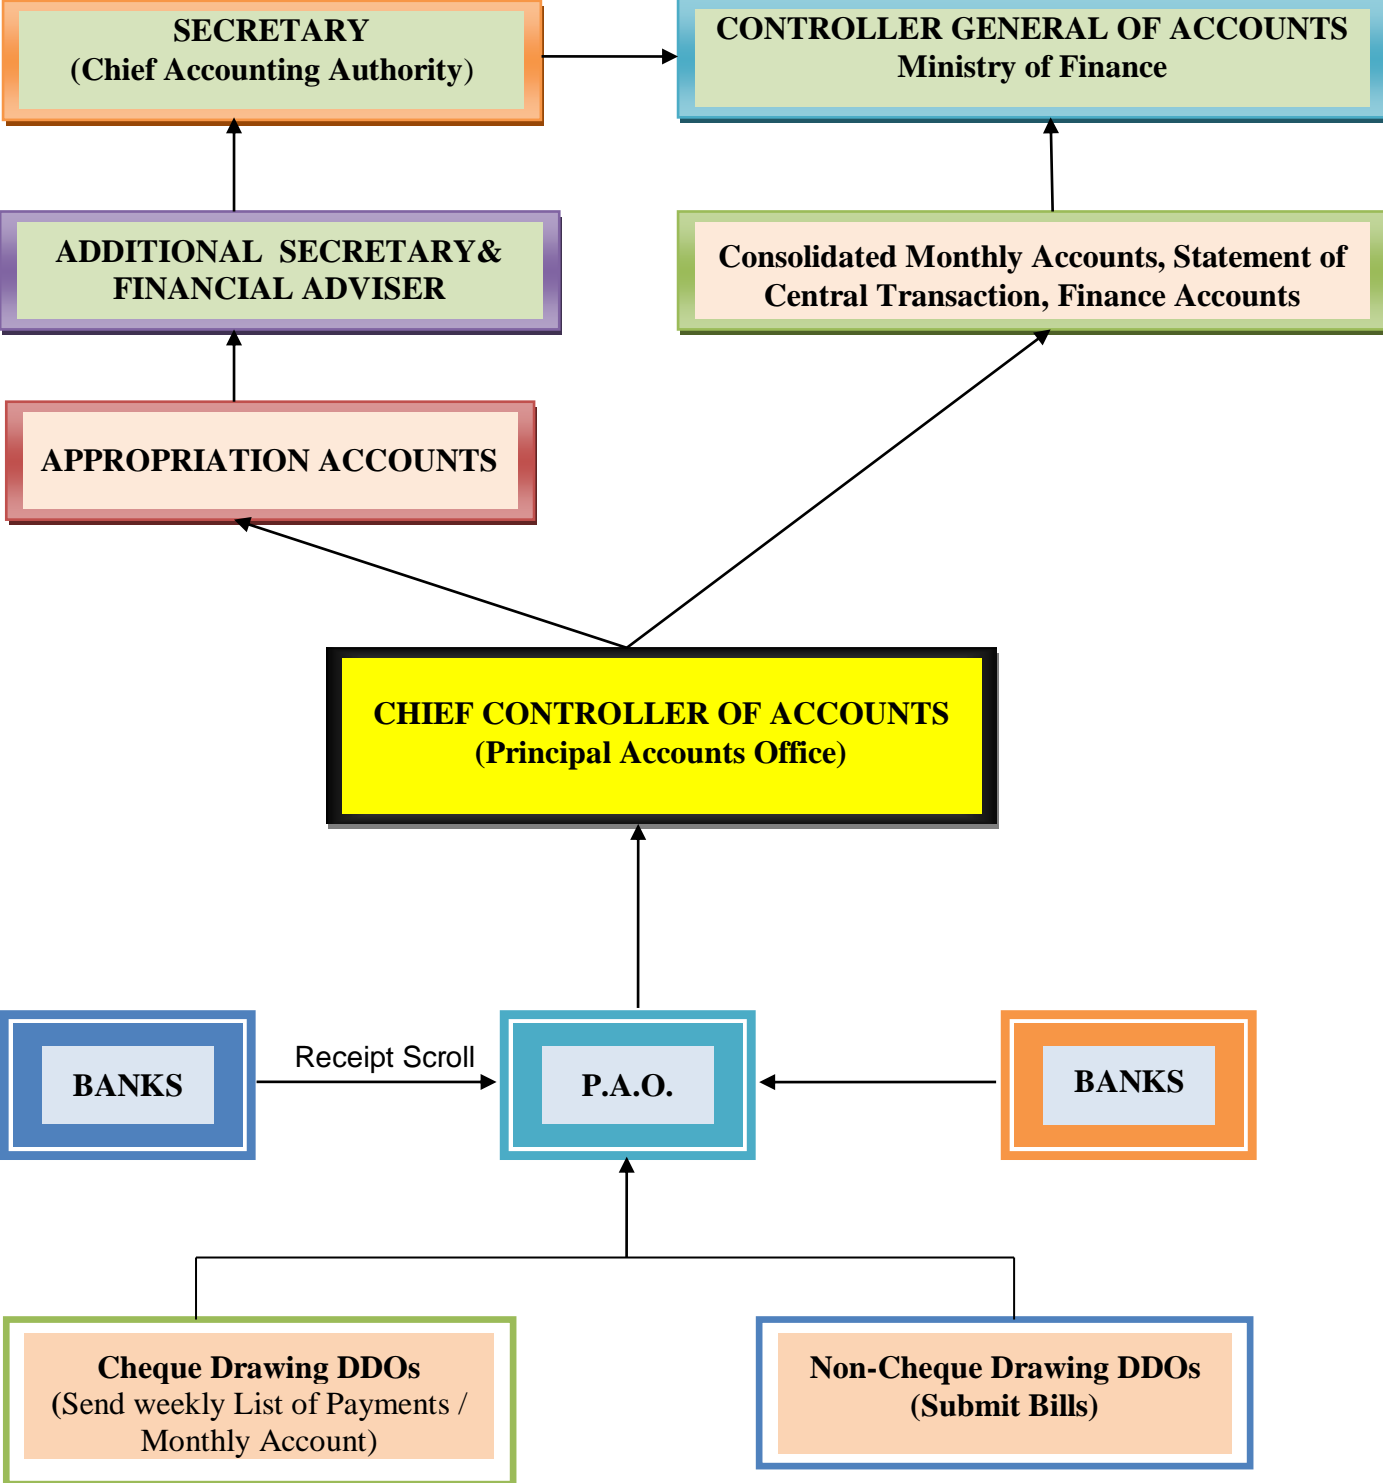 SECRETARY
(Chief Accounting Authority)
CONTROLLER GENERAL OF ACCOUNTS
Ministry of Finance
ADDITIONAL SECRETARY&
FINANCIAL ADVISER
Consolidated Monthly Accounts, Statement of
Central Transaction, Finance Accounts
APPROPRIATION ACCOUNTS
CHIEF CONTROLLER OF ACCOUNTS
(Principal Accounts Office)
BANKS
Receipt Scroll
P.A.O.
BANKS
Cheque Drawing DDOs
(Send weekly List of Payments /
Monthly Account)
Non-Cheque Drawing DDOs
(Submit Bills)